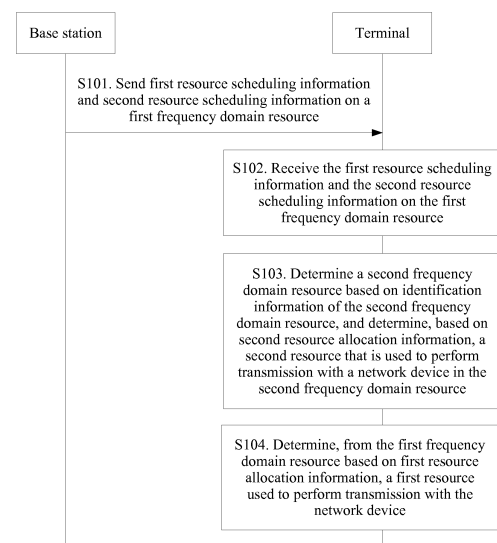 Base station
Terminal
S101. Send first resource scheduling information
and second resource scheduling information on a
first frequency domain resource
S102. Receive the first resource scheduling
information and the second resource
scheduling information on the first
frequency domain resource
S103. Determine a second frequency
domain resource based on identification
information of the second frequency
domain resource, and determine, based on
second resource allocation information, a
second resource that is used to perform
transmission with a network device in the
second frequency domain resource
S104. Determine, from the first frequency
domain resource based on first resource
allocation information, a first resource
used to perform transmission with the
network device